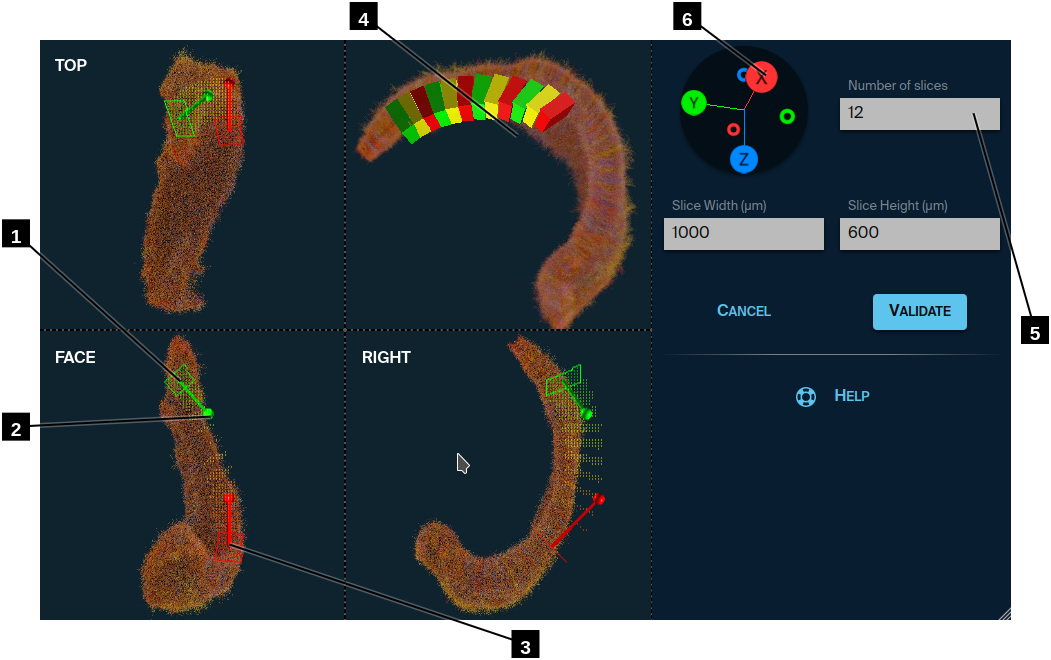 4
6
TOP
X
Y
Z
Number of slices
12
Slice Width (µm)
Slice Height (µm)
1000
600
1
CANCEL
VALIDATE
5
FACE
RIGHT
HELP
2
3